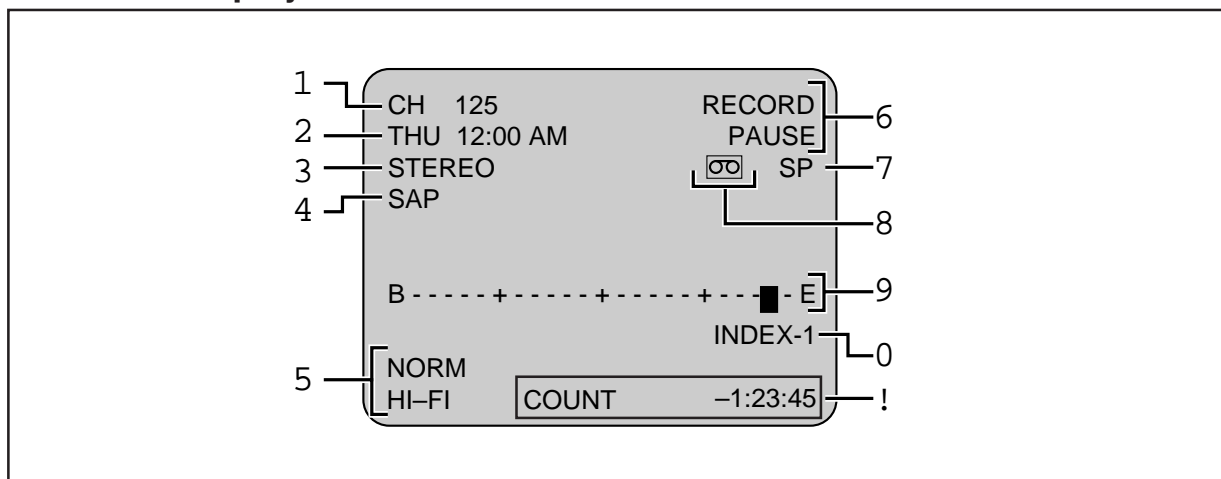 1
CH 125
RECORD
6
2
THU 12:00 AM
PAUSE
3
STEREO
SP
7
4
SAP
8
B - - - - - + - - - - - + - - - - - + - - - - - E
9
INDEX-1
0
5
NORM
HI–FI
COUNT –1:23:45
!